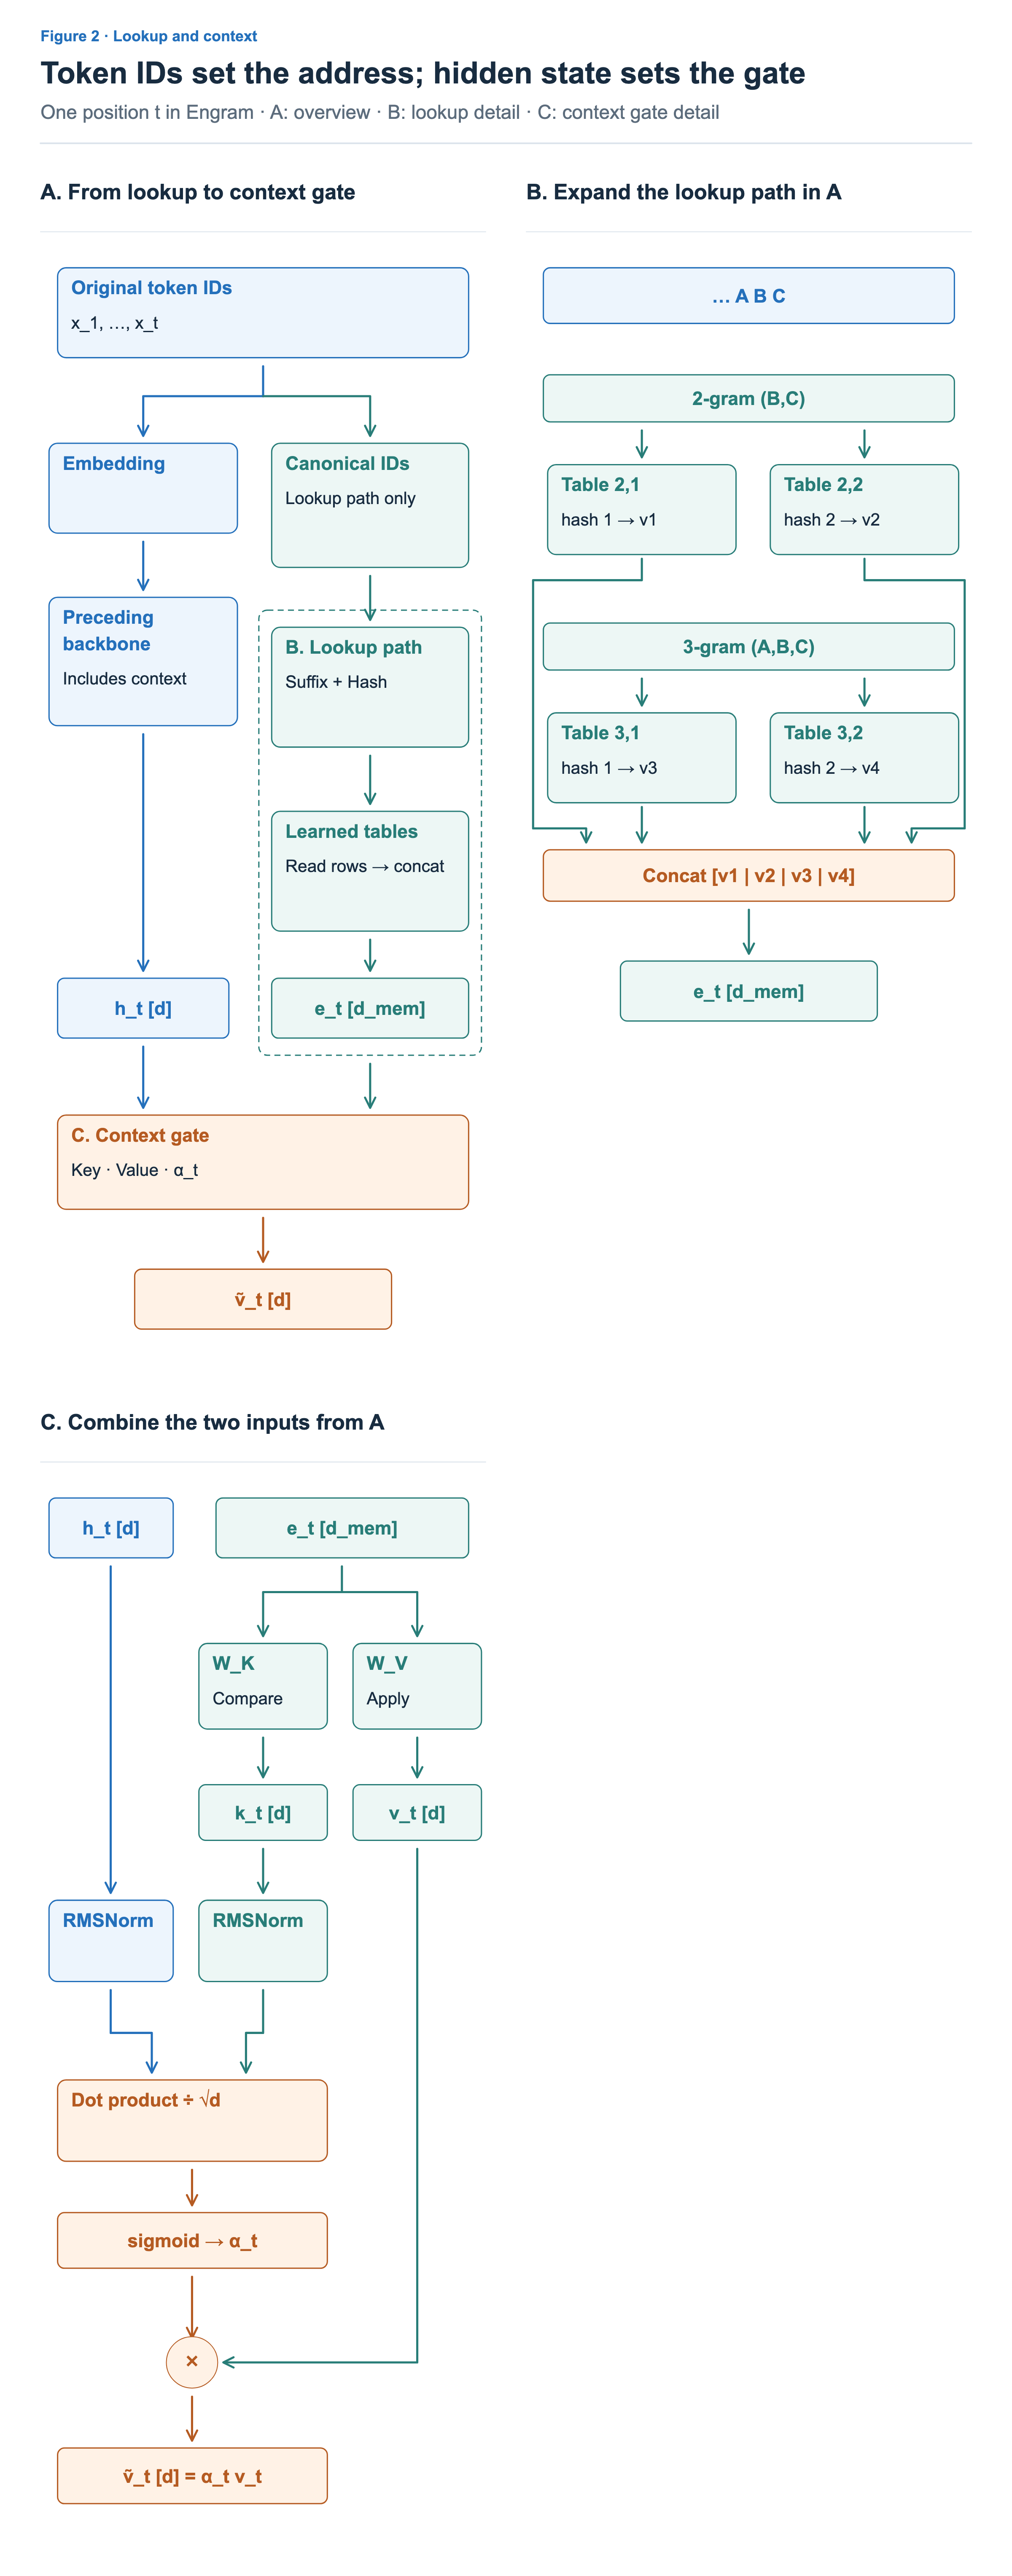 Figure 2 · Lookup and context
Token IDs set the address; hidden state sets the gate
One position t in Engram · A: overview · B: lookup detail · C: context gate detail
A. From lookup to context gate
Original token IDs
x_1, …, x_t
Embedding
Canonical IDs
Lookup path only
Preceding
backbone
Includes context
B. Lookup path
Suffix + Hash
Learned tables
Read rows → concat
h_t [d]
e_t [d_mem]
C. Context gate
Key · Value · α_t
ṽ_t [d]
B. Expand the lookup path in A
… A B C
2-gram (B,C)
Table 2,1
hash 1 → v1
Table 2,2
hash 2 → v2
3-gram (A,B,C)
Table 3,1
hash 1 → v3
Table 3,2
hash 2 → v4
Concat [v1 | v2 | v3 | v4]
e_t [d_mem]
C. Combine the two inputs from A
h_t [d]
e_t [d_mem]
W_K
Compare
W_V
Apply
k_t [d]
v_t [d]
RMSNorm
RMSNorm
Dot product ÷ √d
sigmoid → α_t
×
ṽ_t [d] = α_t v_t